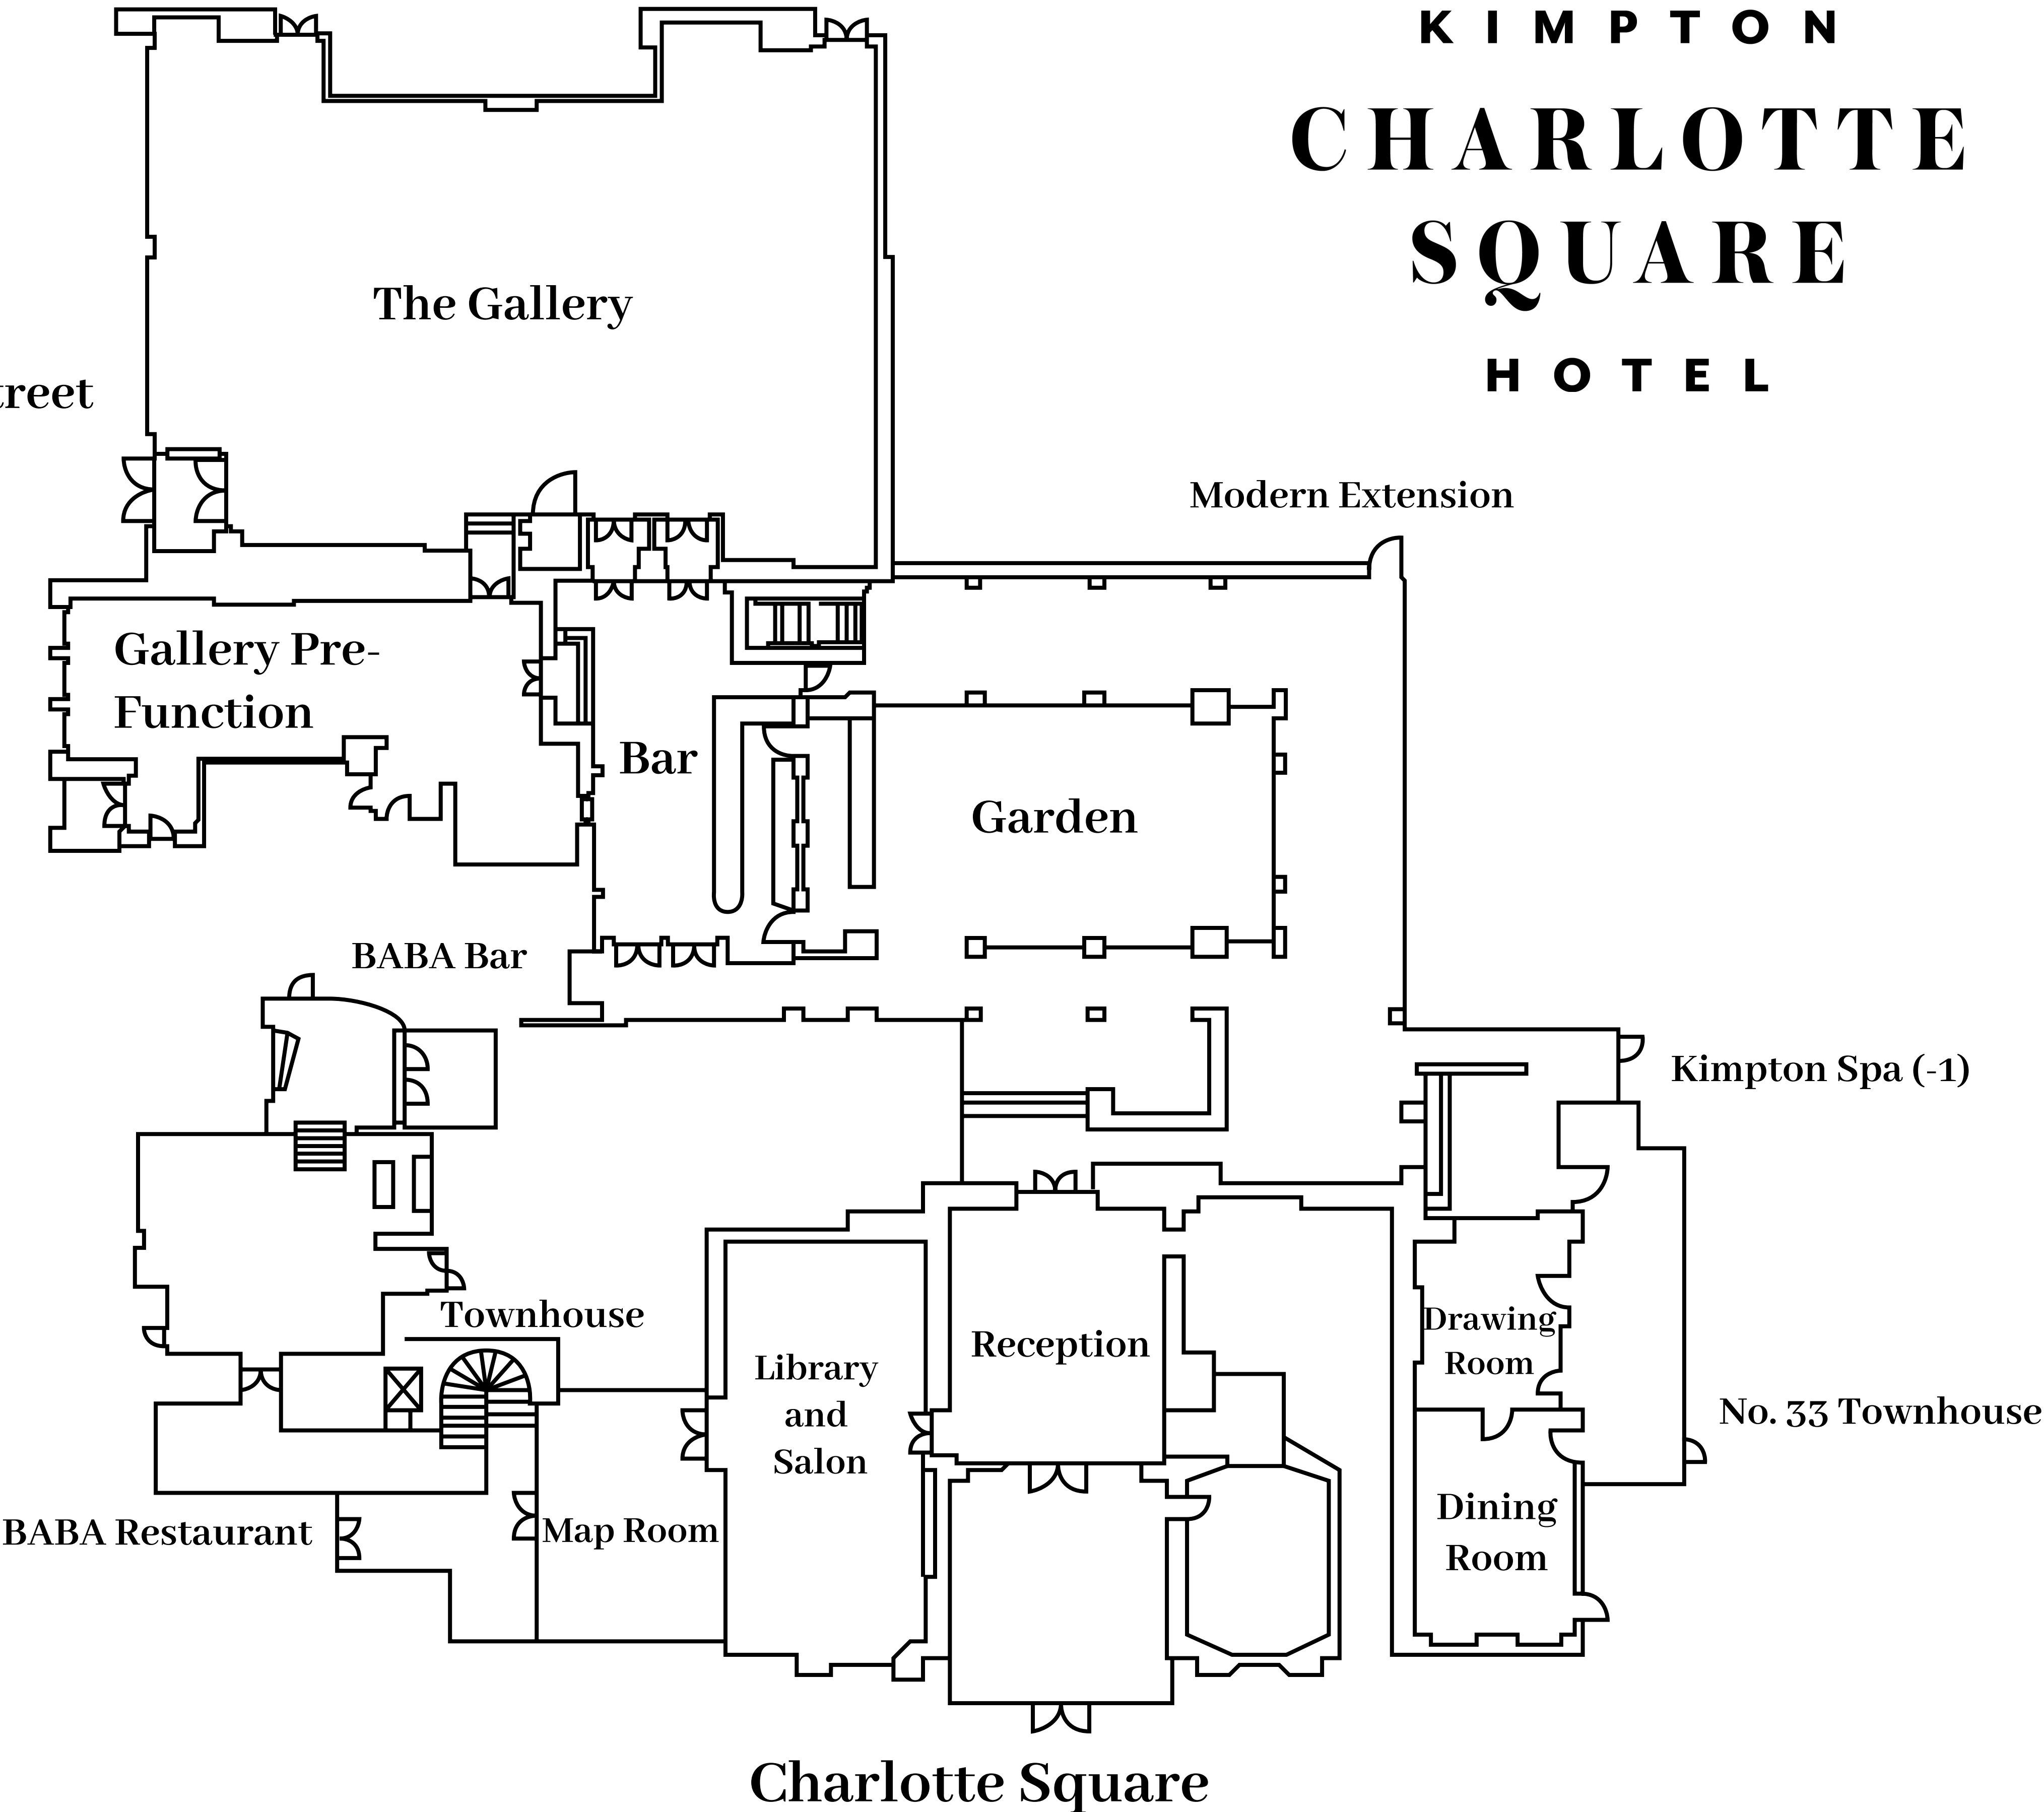 KIMPTON
CHARLOTTE
SQUARE
HOTEL
The Gallery
treet
Modern Extension
Gallery Pre-
Function
Bar
Garden
BABA Bar
Kimpton Spa (-1)
Townhouse
Reception
Drawing
Room
Library
and
Salon
No. 33 Townhouse
Dining
Room
BABA Restaurant
Map Room
Charlotte Square